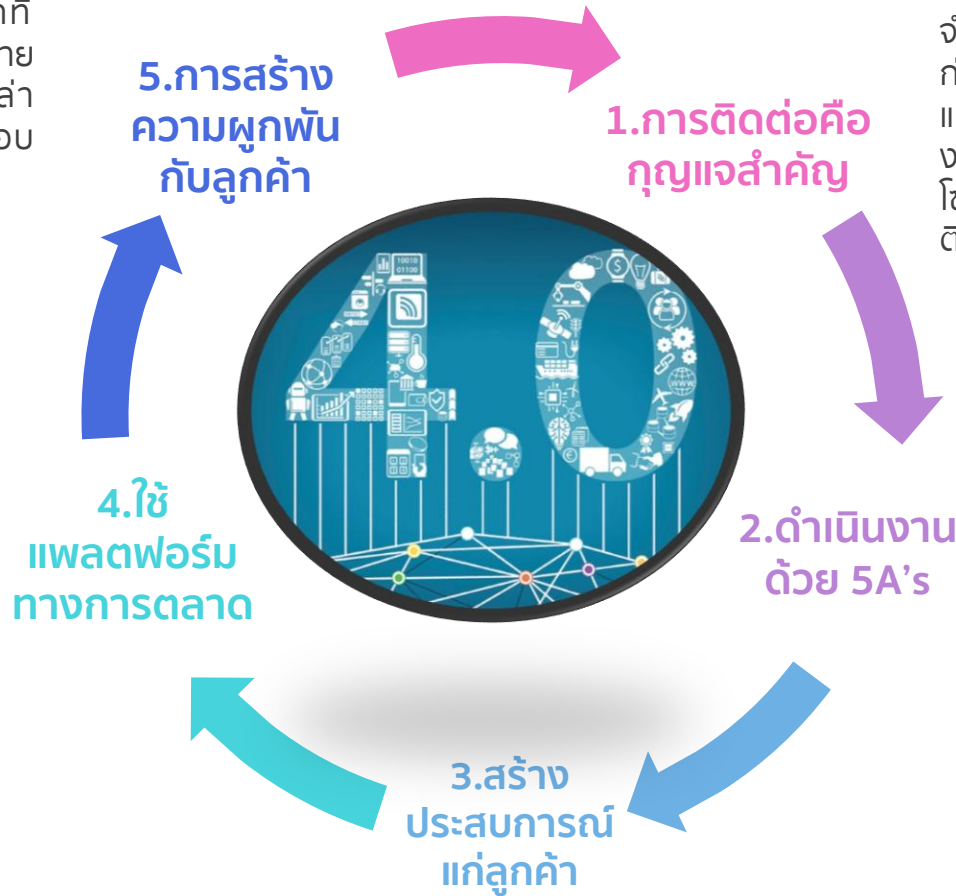 5.การสร้าง
ความผูกพัน
กับลูกค้า
1.การติดต่อคือ
กุญแจสำคัญ
4.0
10010
01100
WWW
2.ดำเนินงาน
ด้วย 5A’s
4.ใช้
แพลตฟอร์ม
ทางการตลาด
3.สร้าง
ประสบการณ์
แก่ลูกค้า